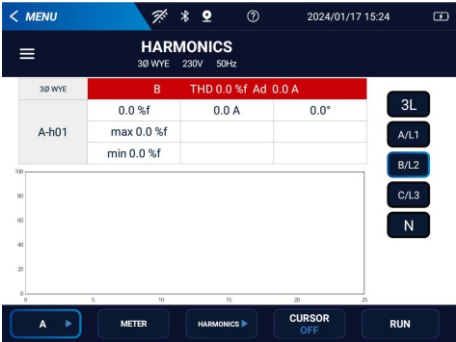 MENU
2024/01/17 15:24
HARMONICS
3Ø WYE 230V 50Hz
3Ø WYE B THD 0.0 %f Ad 0.0 A
A-h01 0.0 %f 0.0 A 0.0°
max 0.0 %f
min 0.0 %f
3L
A/L1
B/L2
C/L3
N
100
80
60
40
20
0
0 5 10 15 20 25
A METER HARMONICS CURSOR OFF RUN